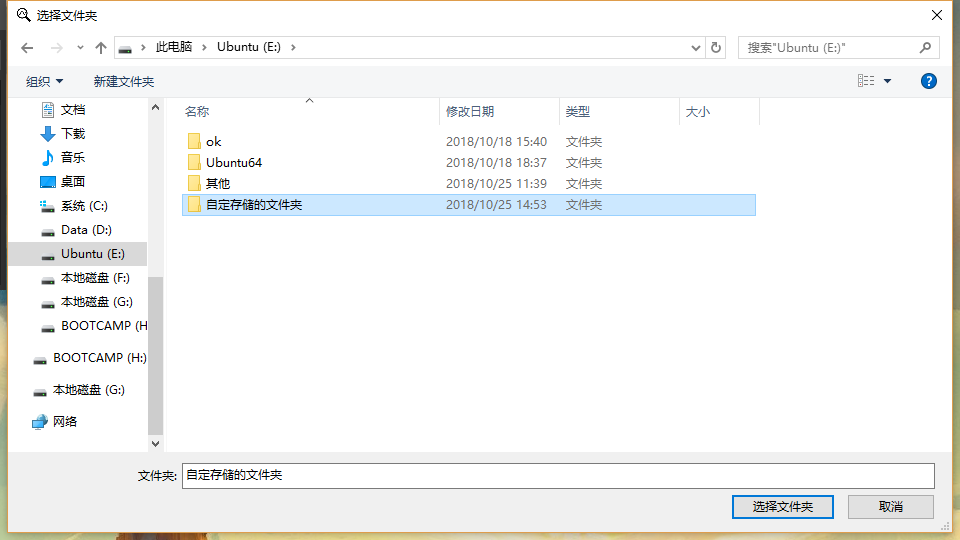 选择文件夹
此电脑 Ubuntu (E:)
搜索"Ubuntu (E:)"
组织 新建文件夹
文档
下载
音乐
桌面
系统 (C:)
Data (D:)
Ubuntu (E:)
本地磁盘 (F:)
本地磁盘 (G:)
BOOTCAMP (H
BOOTCAMP (H:)
本地磁盘 (G:)
网络
名称 修改日期 类型 大小
ok 2018/10/18 15:40 文件夹
Ubuntu64 2018/10/18 18:37 文件夹
其他 2018/10/25 11:39 文件夹
自定存储的文件夹 2018/10/25 14:53 文件夹
文件夹: 自定存储的文件夹
选择文件夹 取消